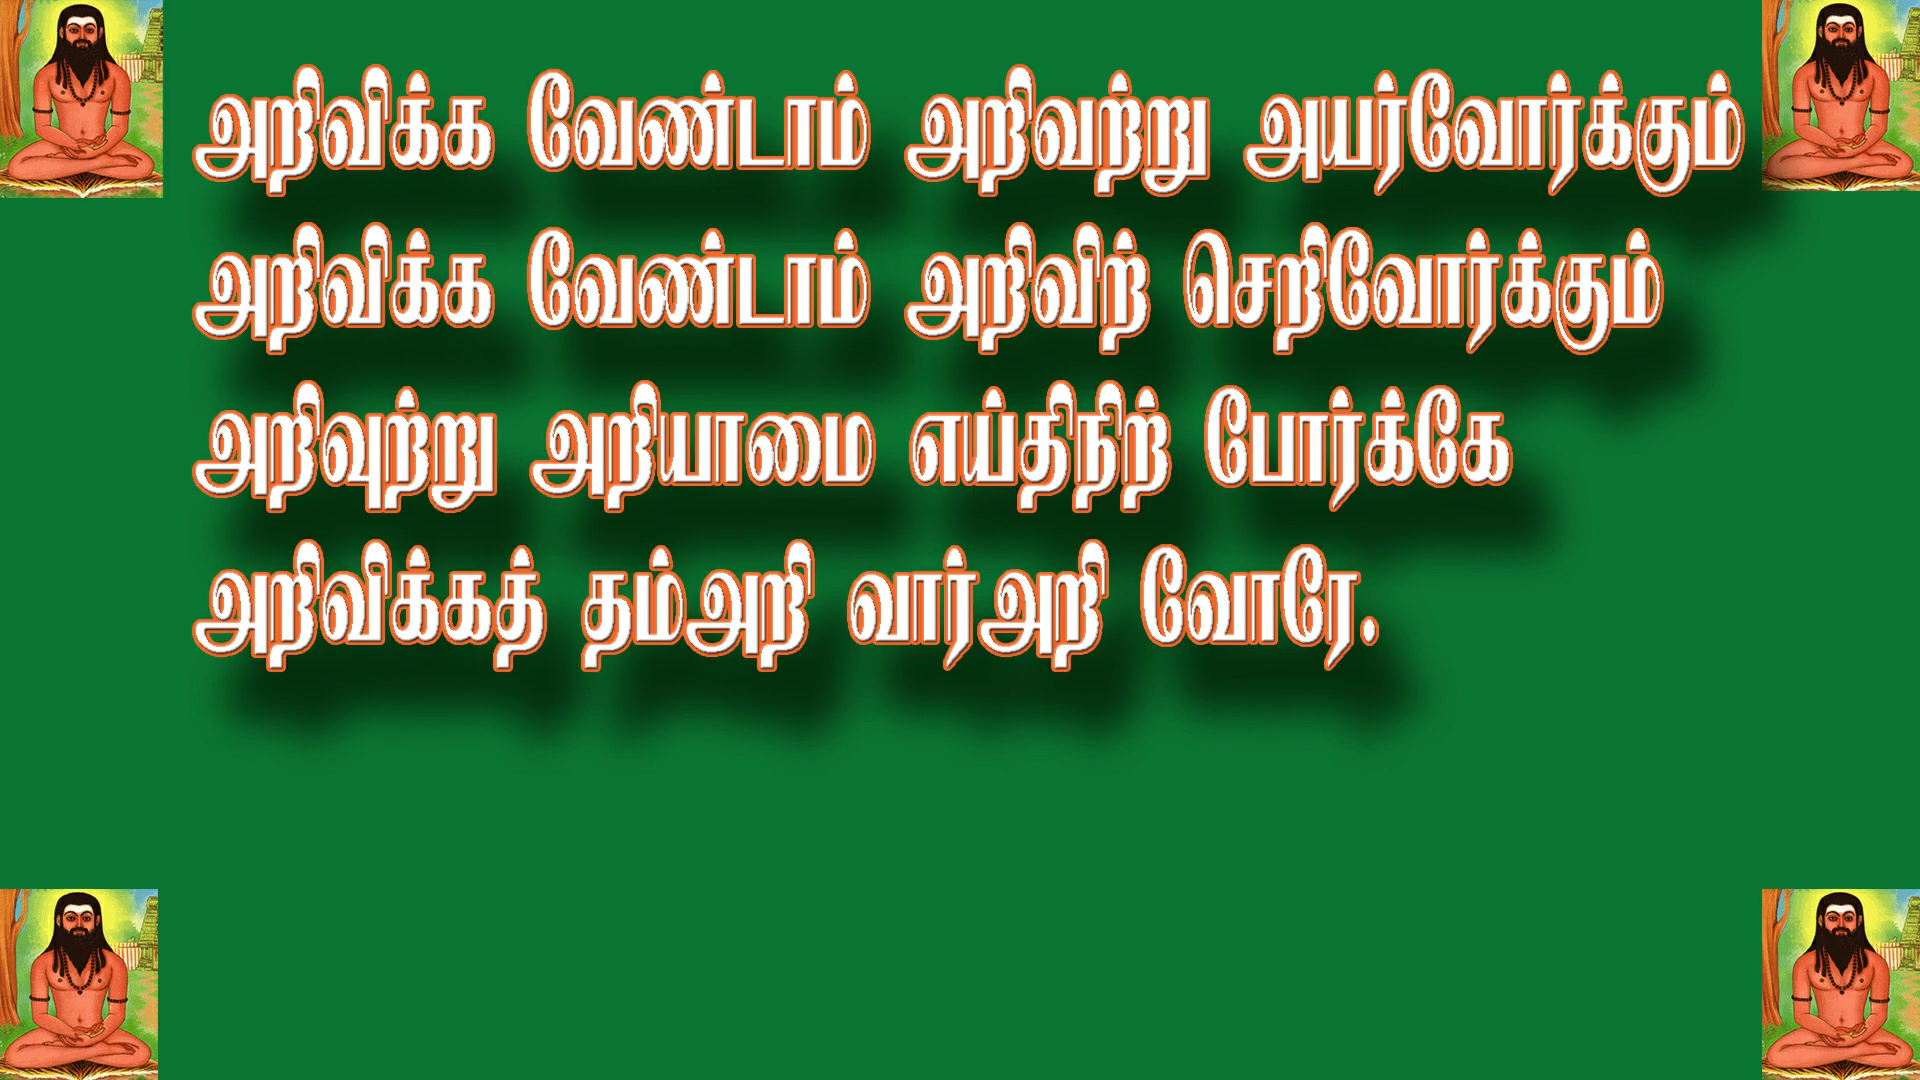 அறிவிக்க வேண்டாம் அறிவற்று அயர்வோர்க்கும்
அறிவிக்க வேண்டாம் அறிவிற் செறிவோர்க்கும்
அறிவுற்று அறியாமை எய்திநிற் போர்க்கே
அறிவிக்கத் தம்அறி வார்அறி வோரே.